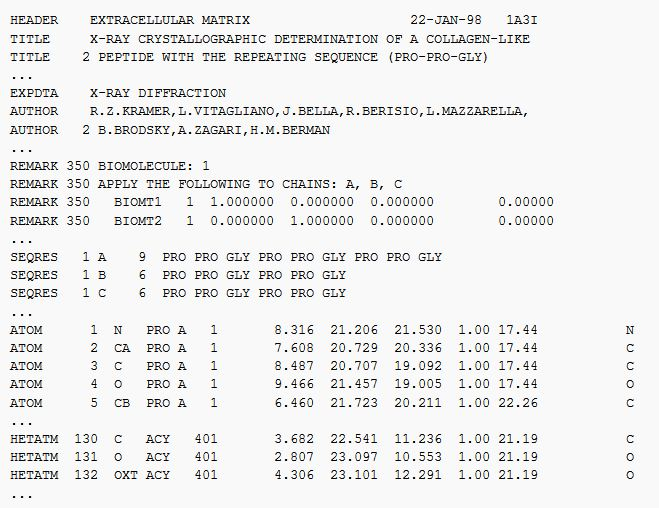 HEADER    EXTRACELLULAR MATRIX                    22-JAN-98   1A3I
TITLE     X-RAY CRYSTALLOGRAPHIC DETERMINATION OF A COLLAGEN-LIKE
TITLE    2 PEPTIDE WITH THE REPEATING SEQUENCE (PRO-PRO-GLY)
...
EXPDTA    X-RAY DIFFRACTION
AUTHOR    R.Z.KRAMER,L.VITAGLIANO,J.BELLA,R.BERISIO,L.MAZZARELLA,
AUTHOR   2 B.BRODSKY,A.ZAGARI,H.M.BERMAN
...
REMARK 350 BIOMOLECULE: 1
REMARK 350 APPLY THE FOLLOWING TO CHAINS: A, B, C
REMARK 350   BIOMT1   1  1.000000  0.000000  0.000000        0.00000
REMARK 350   BIOMT2   1  0.000000  1.000000  0.000000        0.00000
...
SEQRES   1 A    9  PRO PRO GLY PRO PRO GLY PRO PRO GLY
SEQRES   1 B    6  PRO PRO GLY PRO PRO GLY
SEQRES   1 C    6  PRO PRO GLY PRO PRO GLY
...
ATOM      1  N   PRO A   1       8.316  21.206  21.530  1.00 17.44           N
ATOM      2  CA  PRO A   1       7.608  20.729  20.336  1.00 17.44           C
ATOM      3  C   PRO A   1       8.487  20.707  19.092  1.00 17.44           C
ATOM      4  O   PRO A   1       9.466  21.457  19.005  1.00 17.44           O
ATOM      5  CB  PRO A   1       6.460  21.723  20.211  1.00 22.26           C
...
HETATM  130  C   ACY   401       3.682  22.541  11.236  1.00 21.19           C
HETATM  131  O   ACY   401       2.807  23.097  10.553  1.00 21.19           O
HETATM  132  OXT ACY   401       4.306  23.101  12.291  1.00 21.19           O
...